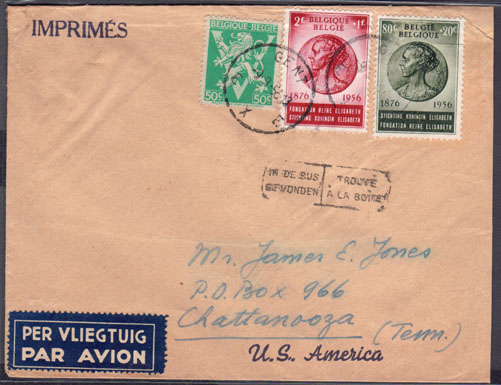 IMPRIMÉS
BELGIE BELGIQUE
50c 50c
2F +1F
BELGIQUE
BELGIE
1876 1956
FONDATION REINE ELISABETH
STICHTING KONINGIN ELISABETH
80c +20c
BELGIE
BELGIQUE
1876 1956
STICHTING KONINGIN ELISABETH
FONDATION REINE ELISABETH
GENT
IN DE BUS TROUVÉ
GEVONDEN A LA BOITE
Mr. James E. Jones
P.O. Box 966
Chattanooza
(Tenn.)
U.S. America
PER VLIEGTUIG
PAR AVION